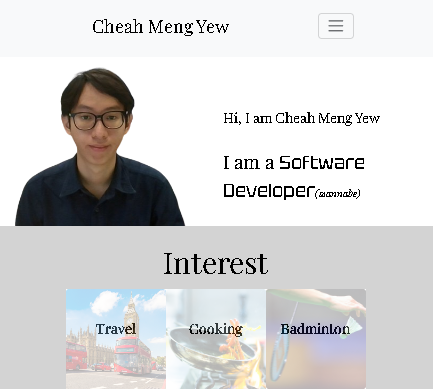 Cheah Meng Yew
Hi, I am Cheah Meng Yew
I am a Software
Developer(wannabe)
Interest
Travel
Cooking
Badminton